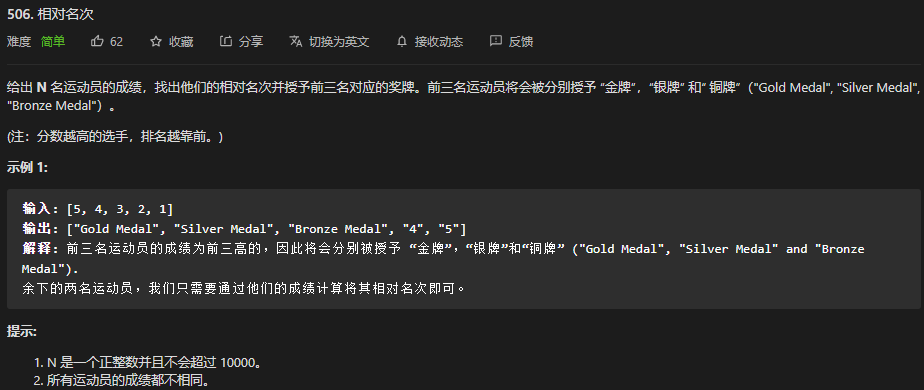 506. 相对名次
难度 简单 62 收藏 分享 切换为英文 接收动态 反馈
给出 N 名运动员的成绩，找出他们的相对名次并授予前三名对应的奖牌。前三名运动员将会被分别授予 “金牌”，“银牌” 和“ 铜牌”（"Gold Medal", "Silver Medal",
"Bronze Medal"）。
(注：分数越高的选手，排名越靠前。)
示例 1:
输入: [5, 4, 3, 2, 1]
输出: ["Gold Medal", "Silver Medal", "Bronze Medal", "4", "5"]
解释: 前三名运动员的成绩为前三高的，因此将会分别被授予 “金牌”，“银牌”和“铜牌” ("Gold Medal", "Silver Medal" and "Bronze
Medal").
余下的两名运动员，我们只需要通过他们的成绩计算将其相对名次即可。
提示:
1. N 是一个正整数并且不会超过 10000。
2. 所有运动员的成绩都不相同。